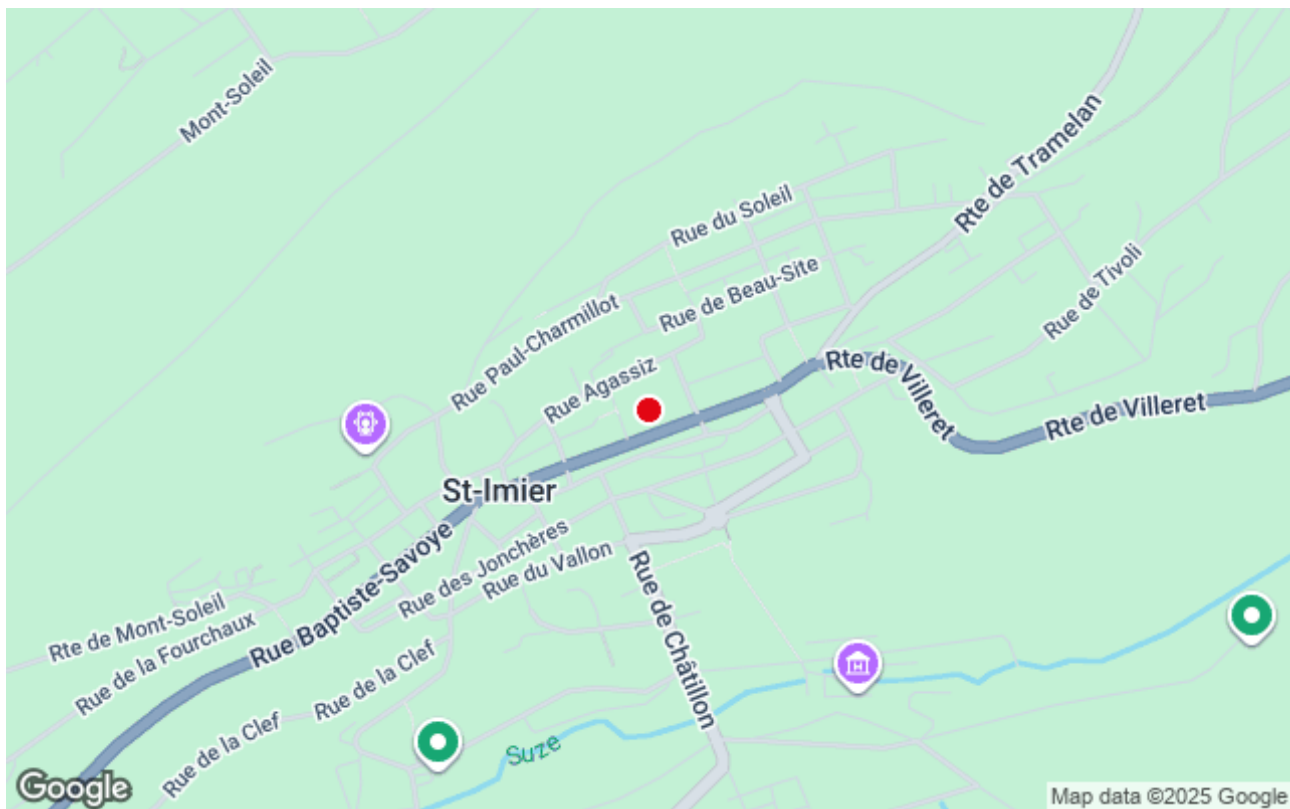 Mont-Soleil
Rte de Tramelan
Rue du Soleil
Rue de Beau-Site
Rue de Tivoli
Rue Paul-Charmillot
Rue Agassiz
Rte de Villeret
Rte de Villeret
St-Imier
Rue Baptiste-Savoye
Rue des Jonchères
Rue du Vallon
Rue de Châtillon
Rte de Mont-Soleil
Rue de la Fourchaux
Rue de la Clef
Rue de la Clef
Suze
H
Google
Map data ©2025 Google